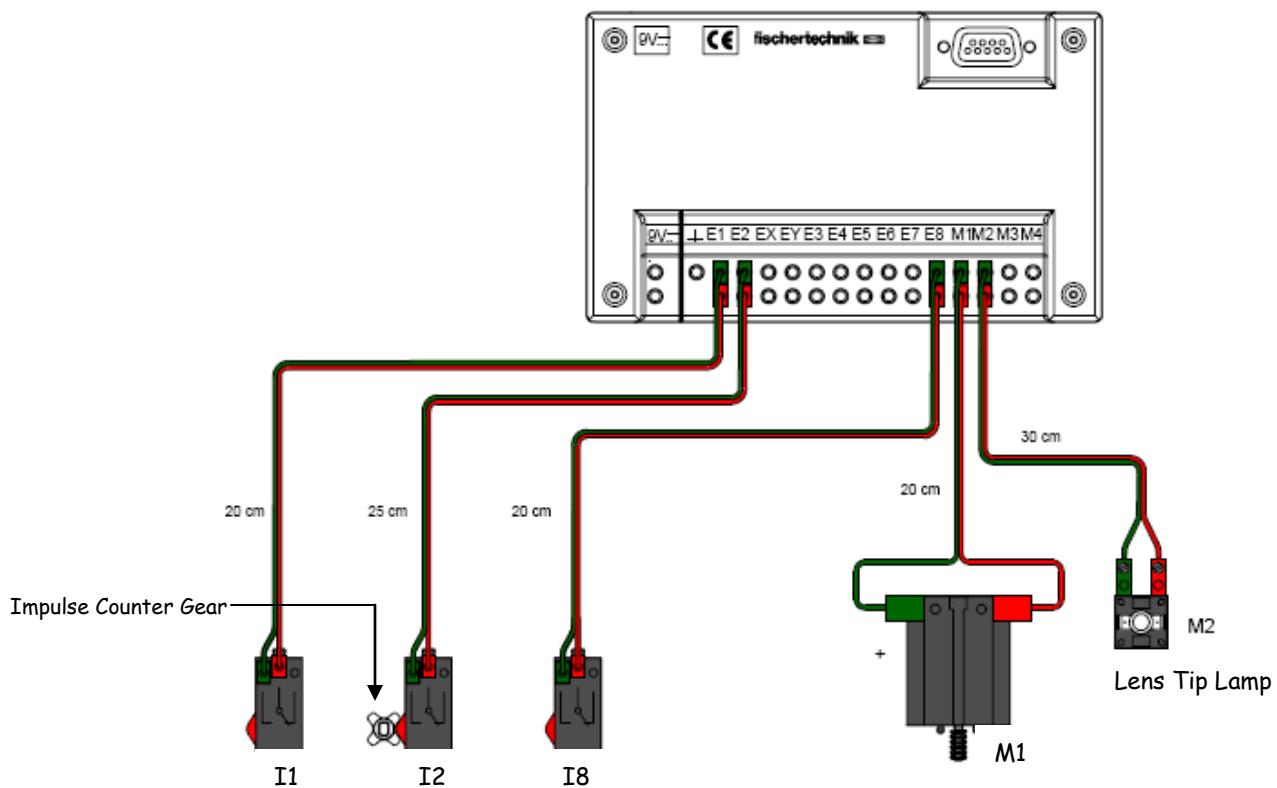 9V⎓ CE fischertechnik
9V⎓ ⊥ E1 E2 EX EY E3 E4 E5 E6 E7 E8 M1 M2 M3 M4
30 cm
20 cm
20 cm
25 cm
20 cm
Impulse Counter Gear
+
M2
Lens Tip Lamp
M1
I1
I2
I8